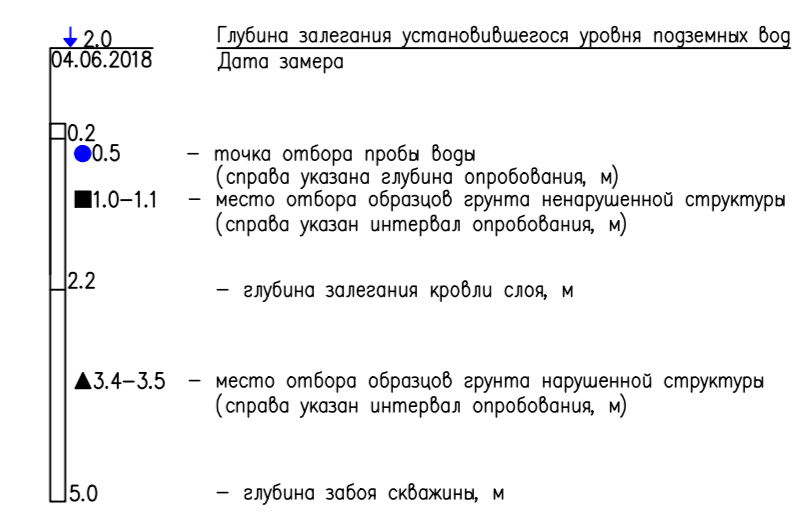 2.0 Глубина залегания установившегося уровня подземных вод
04.06.2018 Дата замера
0.2
0.5 – точка отбора пробы воды
(справа указана глубина опробования, м)
1.0–1.1 – место отбора образцов грунта ненарушенной структуры
(справа указан интервал опробования, м)
2.2 – глубина залегания кровли слоя, м
3.4–3.5 – место отбора образцов грунта нарушенной структуры
(справа указан интервал опробования, м)
5.0 – глубина забоя скважины, м